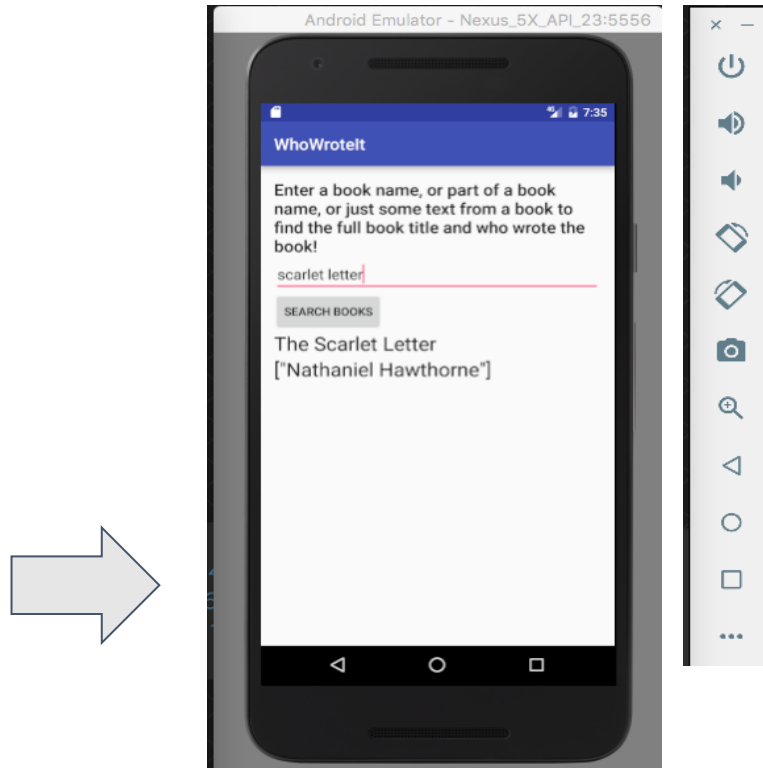 Android Emulator - Nexus_5X_API_23:5556
4G 7:35
WhoWroteIt
Enter a book name, or part of a book
name, or just some text from a book to
find the full book title and who wrote the
book!
scarlet letter
SEARCH BOOKS
The Scarlet Letter
["Nathaniel Hawthorne"]